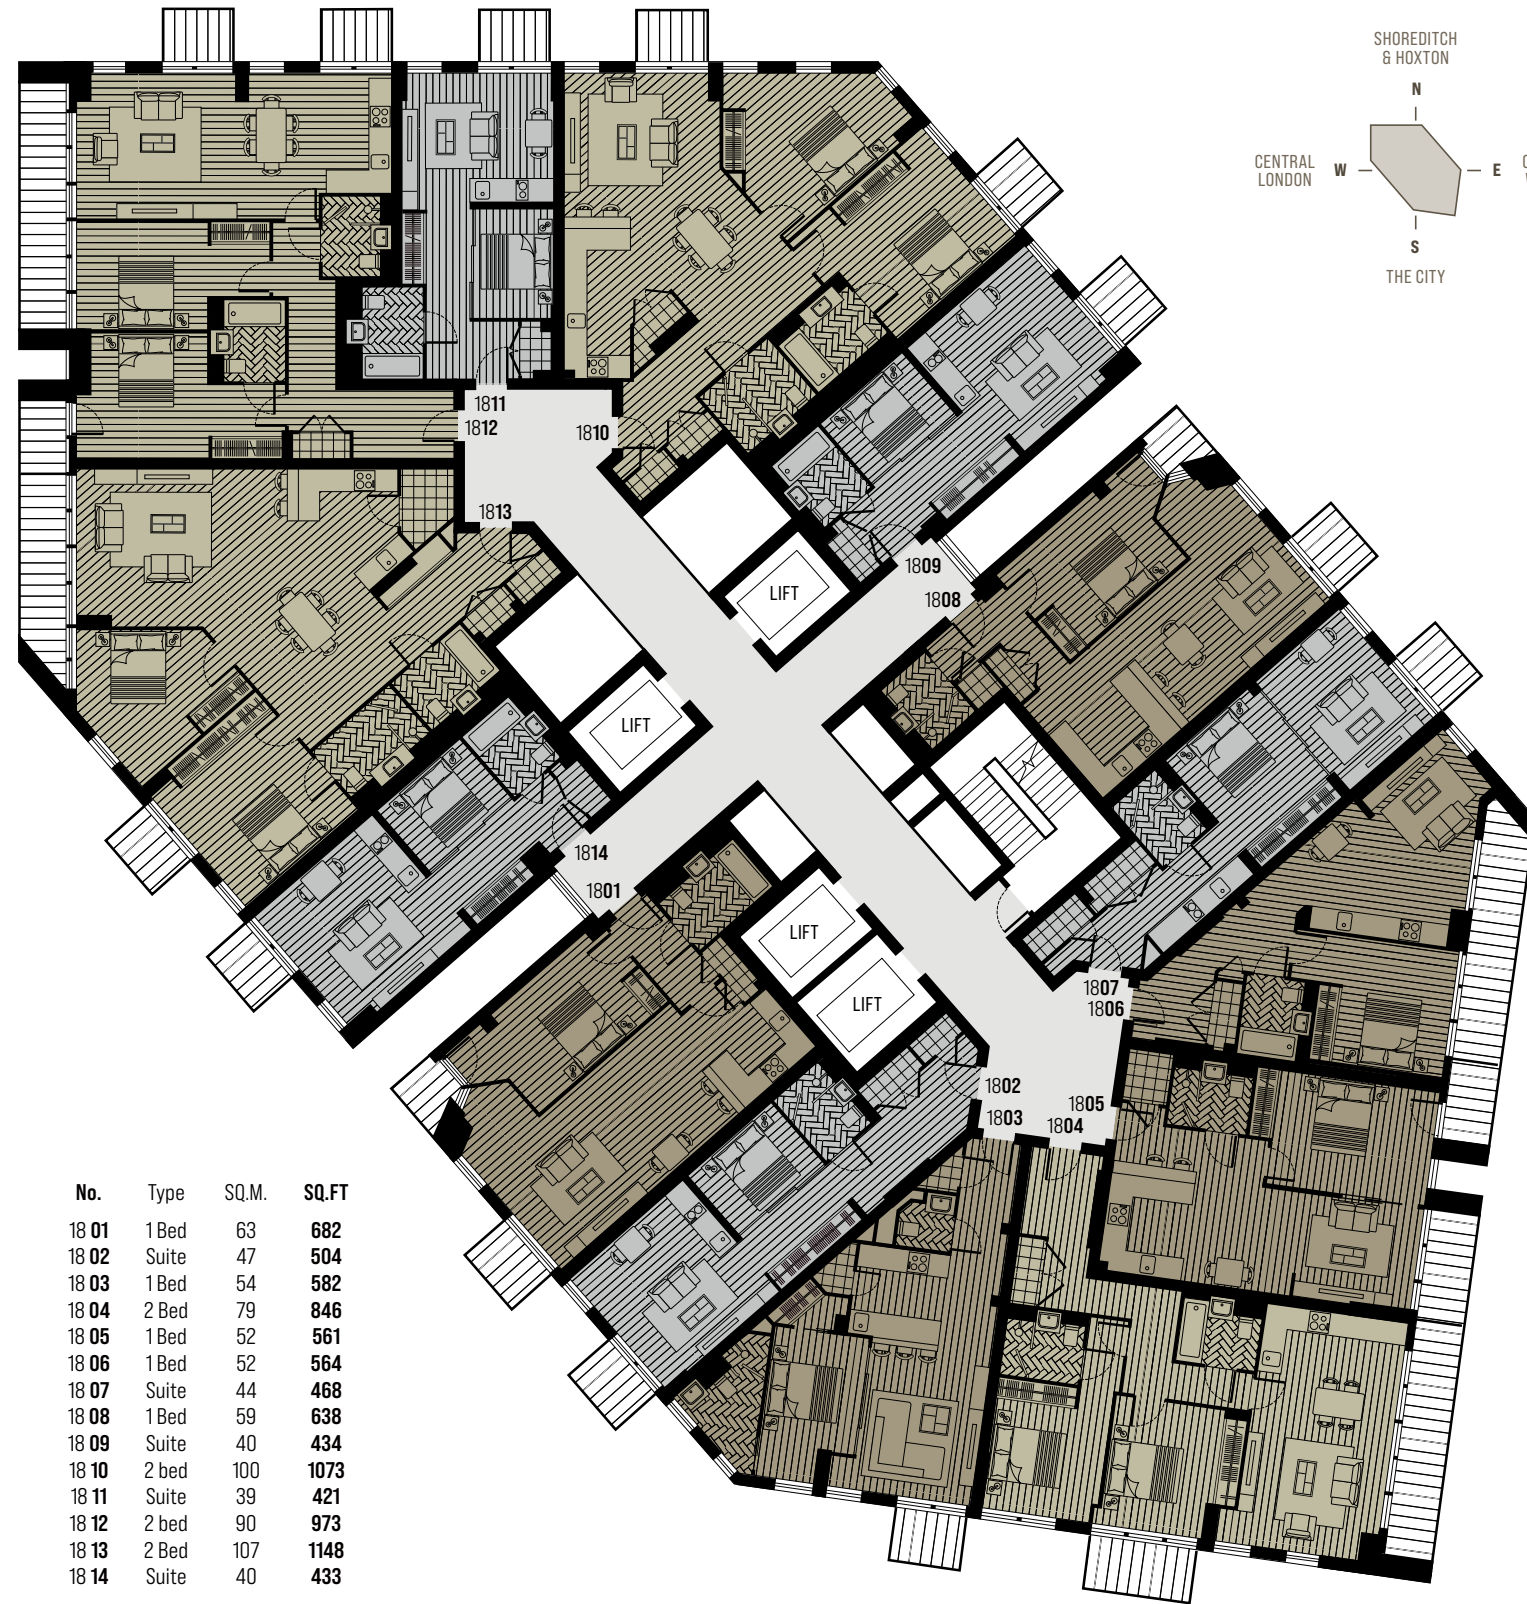 SHOREDITCH
& HOXTON
N
CENTRAL
LONDON
W
E
S
THE CITY
1811
1812
1810
1813
1809
1808
LIFT
LIFT
1814
1801
LIFT
LIFT
1807
1806
1802
1805
1803
1804
No. Type SQ.M. SQ.FT
18 01 1 Bed 63 682
18 02 Suite 47 504
18 03 1 Bed 54 582
18 04 2 Bed 79 846
18 05 1 Bed 52 561
18 06 1 Bed 52 564
18 07 Suite 44 468
18 08 1 Bed 59 638
18 09 Suite 40 434
18 10 2 bed 100 1073
18 11 Suite 39 421
18 12 2 bed 90 973
18 13 2 Bed 107 1148
18 14 Suite 40 433